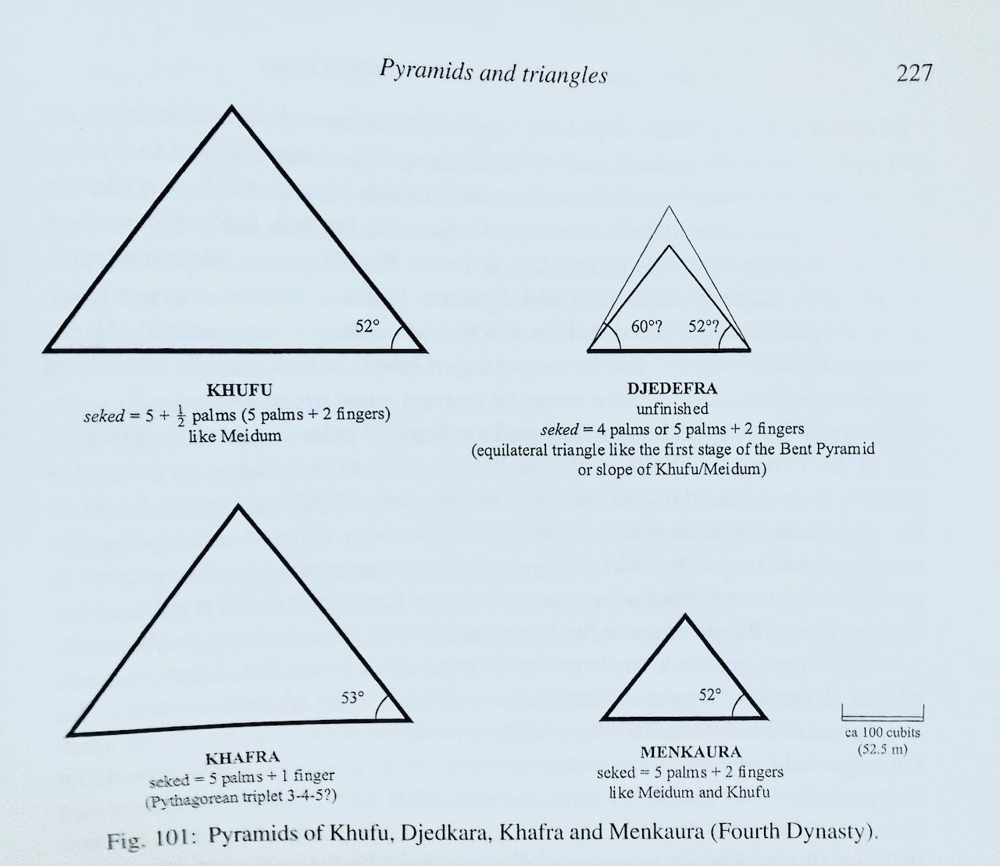 Pyramids and triangles
227
52°
60°?
52°?
KHUFU
seked = 5 + ½ palms (5 palms + 2 fingers)
like Meidum
DJEDEFRA
unfinished
seked = 4 palms or 5 palms + 2 fingers
(equilateral triangle like the first stage of the Bent Pyramid
or slope of Khufu/Meidum)
53°
KHAFRA
seked = 5 palms + 1 finger
(Pythagorean triplet 3-4-5?)
52°
MENKAURA
seked = 5 palms + 2 fingers
like Meidum and Khufu
ca 100 cubits
(52.5 m)
Fig. 101: Pyramids of Khufu, Djedkara, Khafra and Menkaura (Fourth Dynasty).